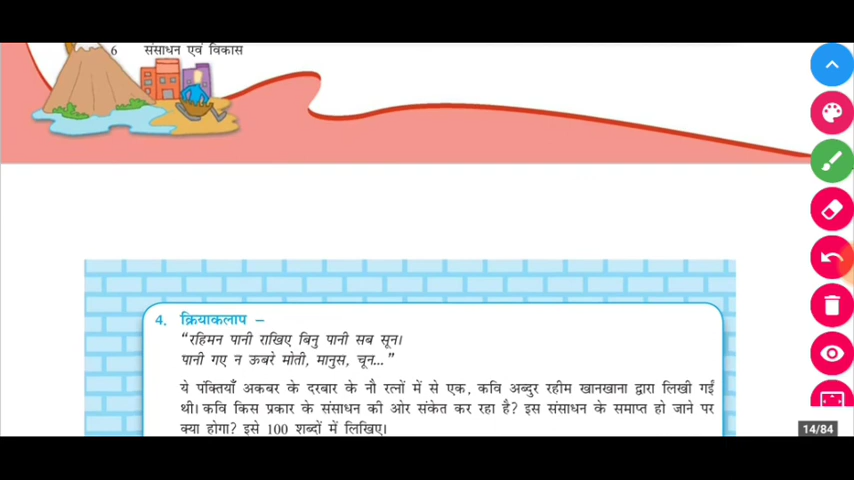 6 संसाधन एवं विकास
4. क्रियाकलाप –
“रहिमन पानी राखिए बिनु पानी सब सून।
पानी गए न ऊबरे मोती, मानुस, चून...”
ये पंक्तियाँ अकबर के दरबार के नौ रत्नों में से एक, कवि अब्दुर रहीम खानखाना द्वारा लिखी गईं
थी। कवि किस प्रकार के संसाधन की ओर संकेत कर रहा है? इस संसाधन के समाप्त हो जाने पर
क्या होगा? इसे 100 शब्दों में लिखिए।
14/84